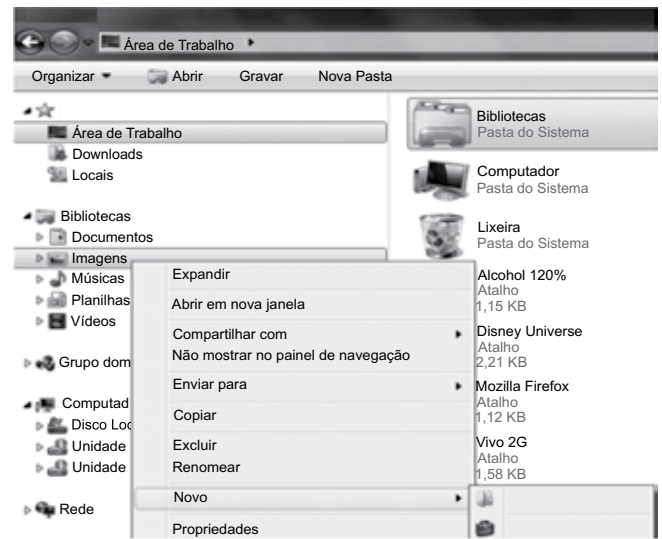 Área de Trabalho
Organizar Abrir Gravar Nova Pasta
Área de Trabalho
Downloads
Locais
Bibliotecas
Documentos
Imagens
Músicas
Planilhas
Vídeos
Grupo dom
Computad
Disco Loc
Unidade
Unidade
Rede
Expandir
Abrir em nova janela
Compartilhar com
Não mostrar no painel de navegação
Enviar para
Copiar
Excluir
Renomear
Novo
Propriedades
Bibliotecas
Pasta do Sistema
Computador
Pasta do Sistema
Lixeira
Pasta do Sistema
Alcohol 120%
Atalho
1,15 KB
Disney Universe
Atalho
2,21 KB
Mozilla Firefox
Atalho
1,12 KB
Vivo 2G
Atalho
1,58 KB